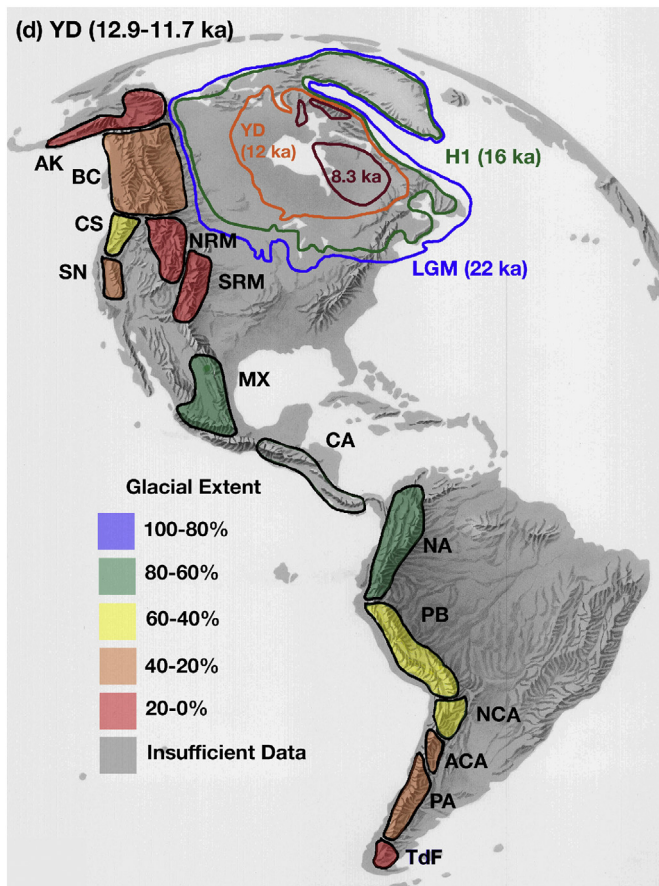 (d) YD (12.9-11.7 ka)
AK
BC
CS
SN
NRM
SRM
YD
(12 ka)
8.3 ka
H1 (16 ka)
LGM (22 ka)
MX
CA
Glacial Extent
100-80%
80-60%
60-40%
40-20%
20-0%
Insufficient Data
NA
PB
NCA
ACA
PA
TdF